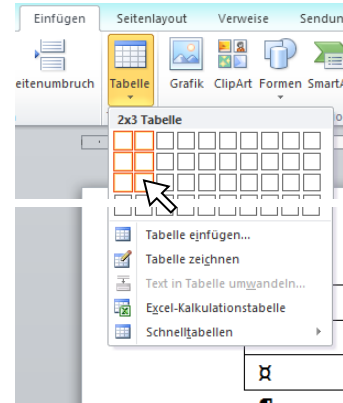 Einfügen Seitenlayout Verweise Sendun
eitenumbruch Tabelle Grafik ClipArt Formen SmartA
2x3 Tabelle
Tabelle einfügen...
Tabelle zeichnen
Text in Tabelle umwandeln...
Excel-Kalkulationstabelle
Schnelltabellen
¤